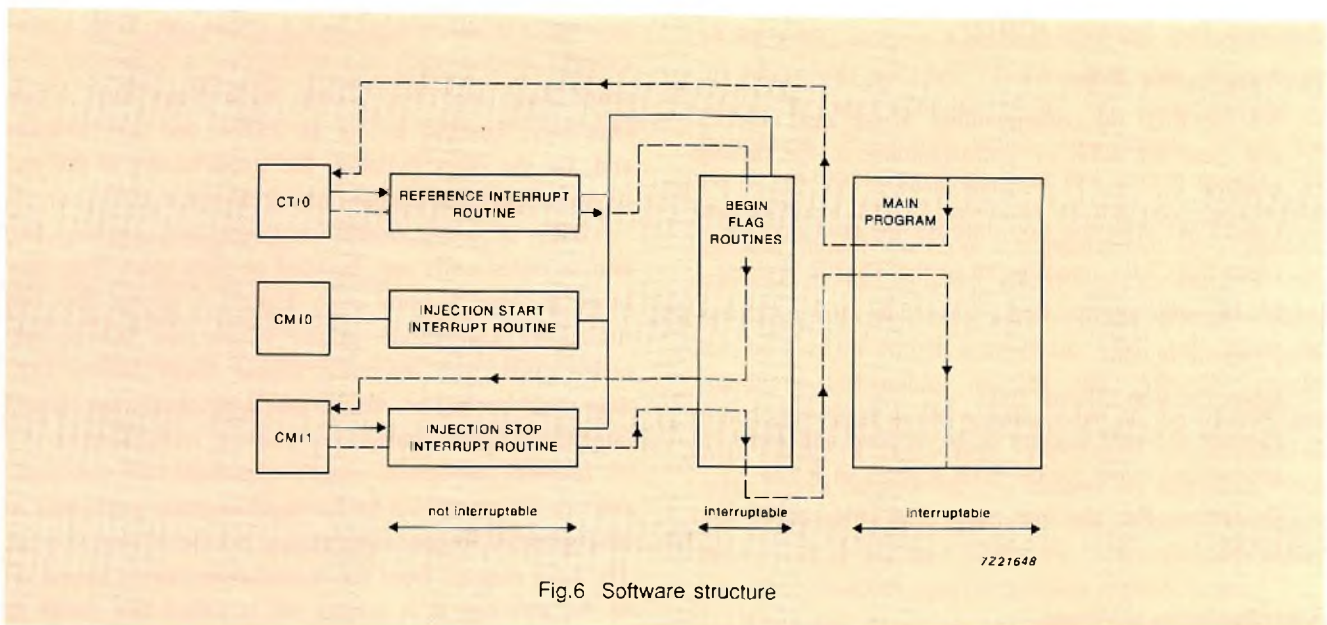 CTI0
REFERENCE INTERRUPT
ROUTINE
BEGIN
FLAG
ROUTINES
MAIN
PROGRAM
CMI0
INJECTION START
INTERRUPT ROUTINE
CMI1
INJECTION STOP
INTERRUPT ROUTINE
not interruptable
interruptable
interruptable
7Z21648
Fig.6 Software structure